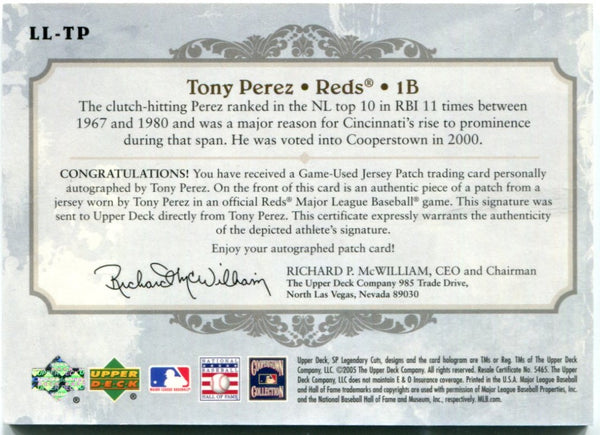 LL-TP
Tony Perez • Reds® • 1B
The clutch-hitting Perez ranked in the NL top 10 in RBI 11 times between
1967 and 1980 and was a major reason for Cincinnati's rise to prominence
during that span. He was voted into Cooperstown in 2000.
CONGRATULATIONS! You have received a Game-Used Jersey Patch trading card personally
autographed by Tony Perez. On the front of this card is an authentic piece of a patch from a
jersey worn by Tony Perez in an official Reds® Major League Baseball® game. This signature was
sent to Upper Deck directly from Tony Perez. This certificate expressly warrants the authenticity
of the depicted athlete's signature.
Enjoy your autographed patch card!
Richard P. McWilliam
RICHARD P. McWILLIAM, CEO and Chairman
The Upper Deck Company 985 Trade Drive,
North Las Vegas, Nevada 89030
UPPER
DECK
®
MAJOR LEAGUE BASEBALL®
NATIONAL
BASEBALL
HALL OF FAME
COOPERSTOWN
COLLECTION
Upper Deck, SP Legendary Cuts, designs and the card hologram are TMs or Reg. TMs of The Upper Deck
Company, LLC. ©2005 The Upper Deck Company, LLC. All rights reserved. Resale Certificate No. 5465. The Upper
Deck Company, LLC does not maintain E & O Insurance coverage. Printed in the U.S.A. Major League Baseball
and Hall of Fame trademarks and copyrights are used with permission of Major League Baseball Properties, Inc.
and the National Baseball Hall of Fame and Museum, Inc., respectively. MLB.com.